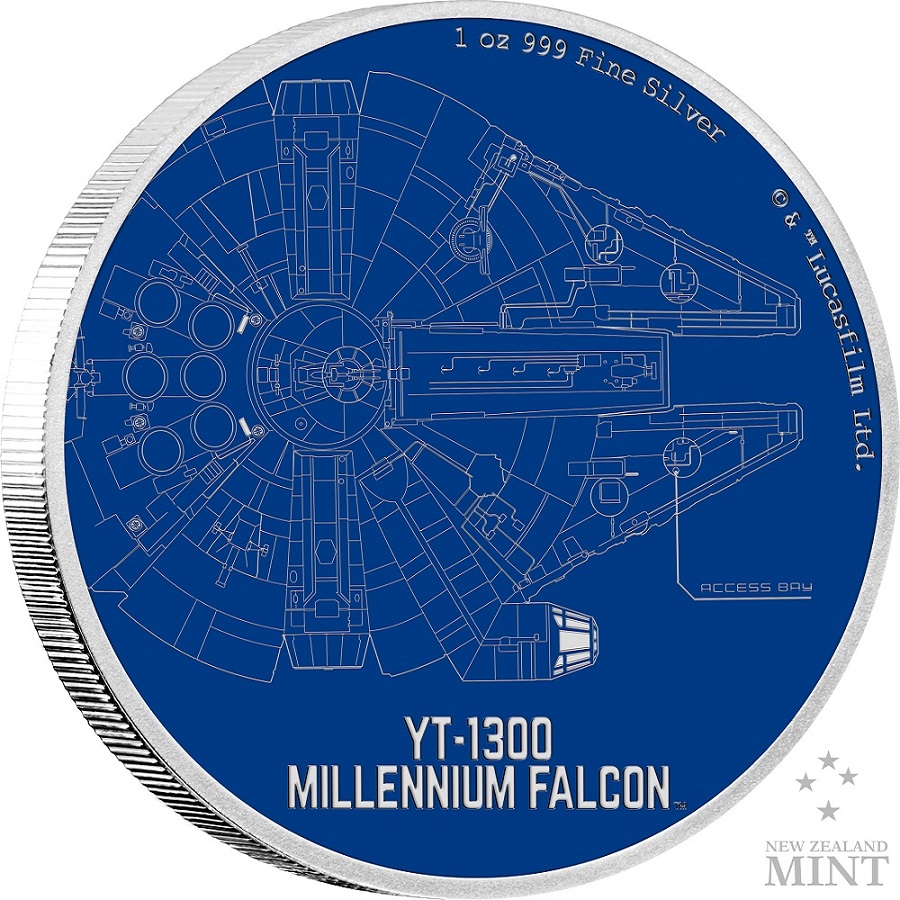 1 oz 999 Fine Silver
© & ™ Lucasfilm Ltd.
ACCESS BAY
YT-1300
MILLENNIUM FALCON™
NEW ZEALAND
MINT